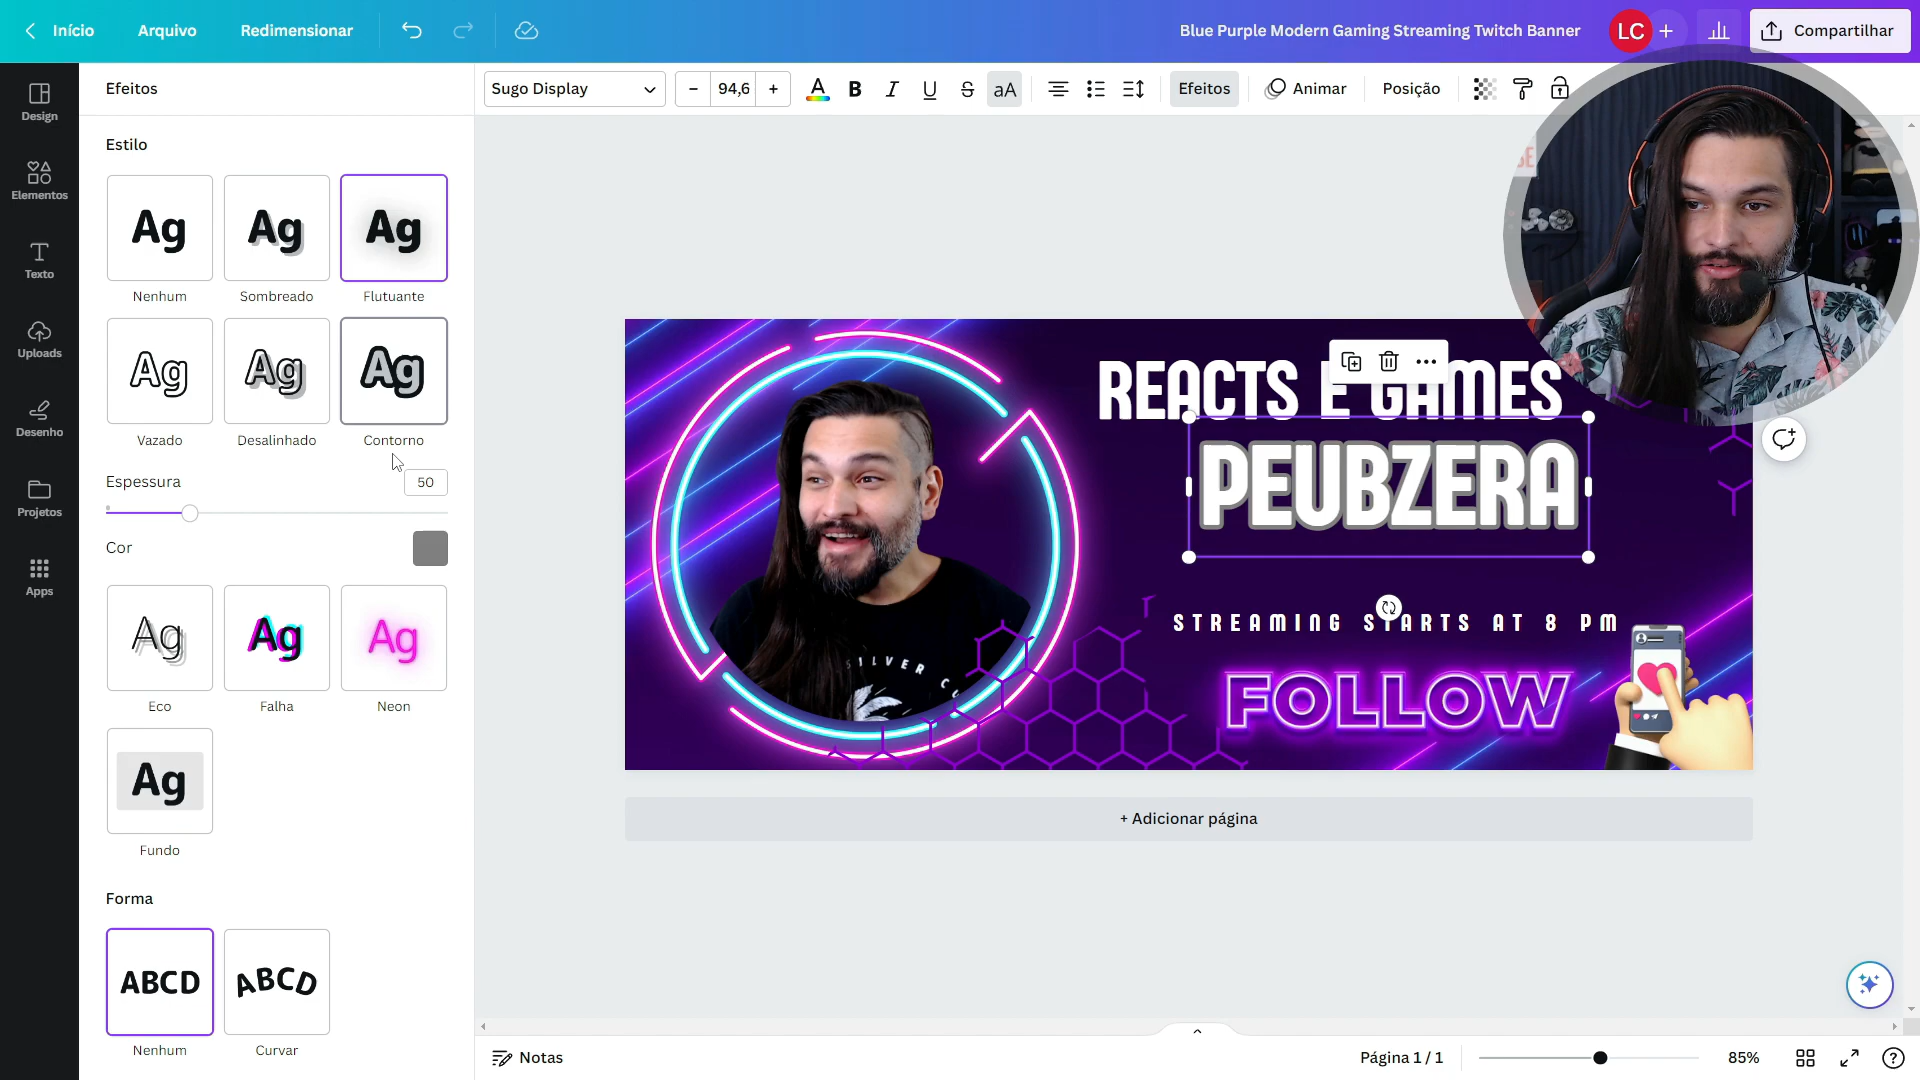 Início
Arquivo
Redimensionar
Blue Purple Modern Gaming Streaming Twitch Banner
LC
Compartilhar
Design
Elementos
Texto
Uploads
Desenho
Projetos
Apps
Efeitos
Sugo Display
94,6
A
B
I
U
S
aA
Efeitos
Animar
Posição
Estilo
Ag
Ag
Ag
Nenhum
Sombreado
Flutuante
Ag
Ag
Ag
Vazado
Desalinhado
Contorno
Espessura
50
Cor
Ag
Ag
Ag
Eco
Falha
Neon
Ag
Fundo
Forma
ABCD
ABCD
Nenhum
Curvar
REACTS E GAMES
PEUBZERA
STREAMING STARTS AT 8 PM
FOLLOW
+ Adicionar página
Notas
Página 1 / 1
85%